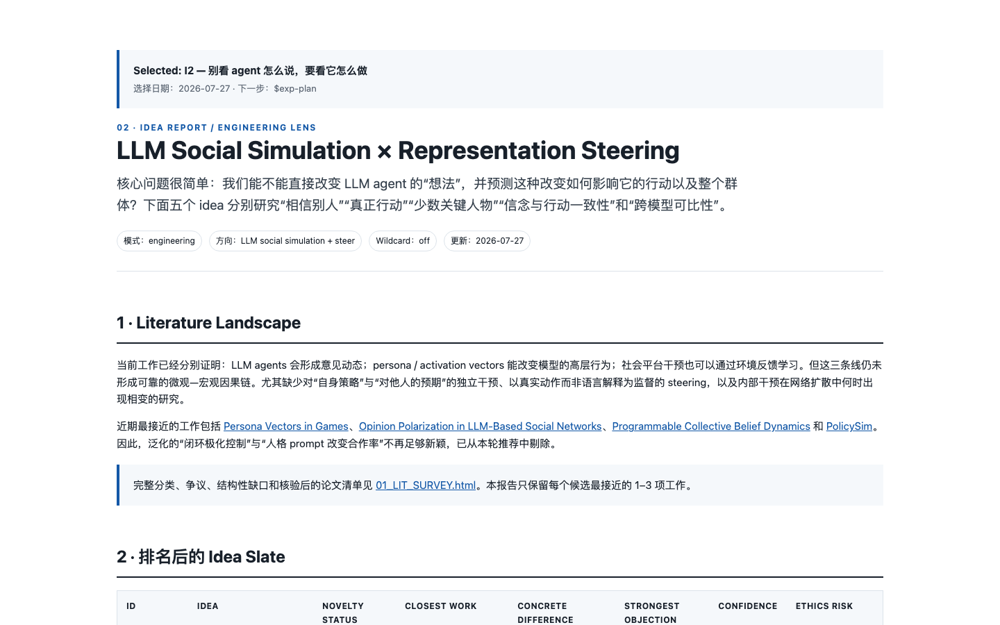 Selected: I2 — 别看 agent 怎么说，要看它怎么做
选择日期：2026-07-27 · 下一步：$exp-plan
02 · IDEA REPORT / ENGINEERING LENS
LLM Social Simulation × Representation Steering
核心问题很简单：我们能不能直接改变 LLM agent 的“想法”，并预测这种改变如何影响它的行动以及整个群
体？下面五个 idea 分别研究“相信别人”“真正行动”“少数关键人物”“信念与行动一致性”和“跨模型可比性”。
模式：engineering
方向：LLM social simulation + steer
Wildcard：off
更新：2026-07-27
1 · Literature Landscape
当前工作已经分别证明：LLM agents 会形成意见动态；persona / activation vectors 能改变模型的高层行为；社会平台干预也可以通过环境反馈学习。但这三条线仍未
形成可靠的微观—宏观因果链。尤其缺少对“自身策略”与“对他人的预期”的独立干预、以真实动作而非语言解释为监督的 steering，以及内部干预在网络扩散中何时出
现相变的研究。
近期最接近的工作包括 Persona Vectors in Games、Opinion Polarization in LLM-Based Social Networks、Programmable Collective Belief Dynamics 和 PolicySim。
因此，泛化的“闭环极化控制”与“人格 prompt 改变合作率”不再足够新颖，已从本轮推荐中剔除。
完整分类、争议、结构性缺口和核验后的论文清单见 01_LIT_SURVEY.html。本报告只保留每个候选最接近的 1–3 项工作。
2 · 排名后的 Idea Slate
ID
IDEA
NOVELTY
STATUS
CLOSEST WORK
CONCRETE
DIFFERENCE
STRONGEST
OBJECTION
CONFIDENCE
ETHICS RISK